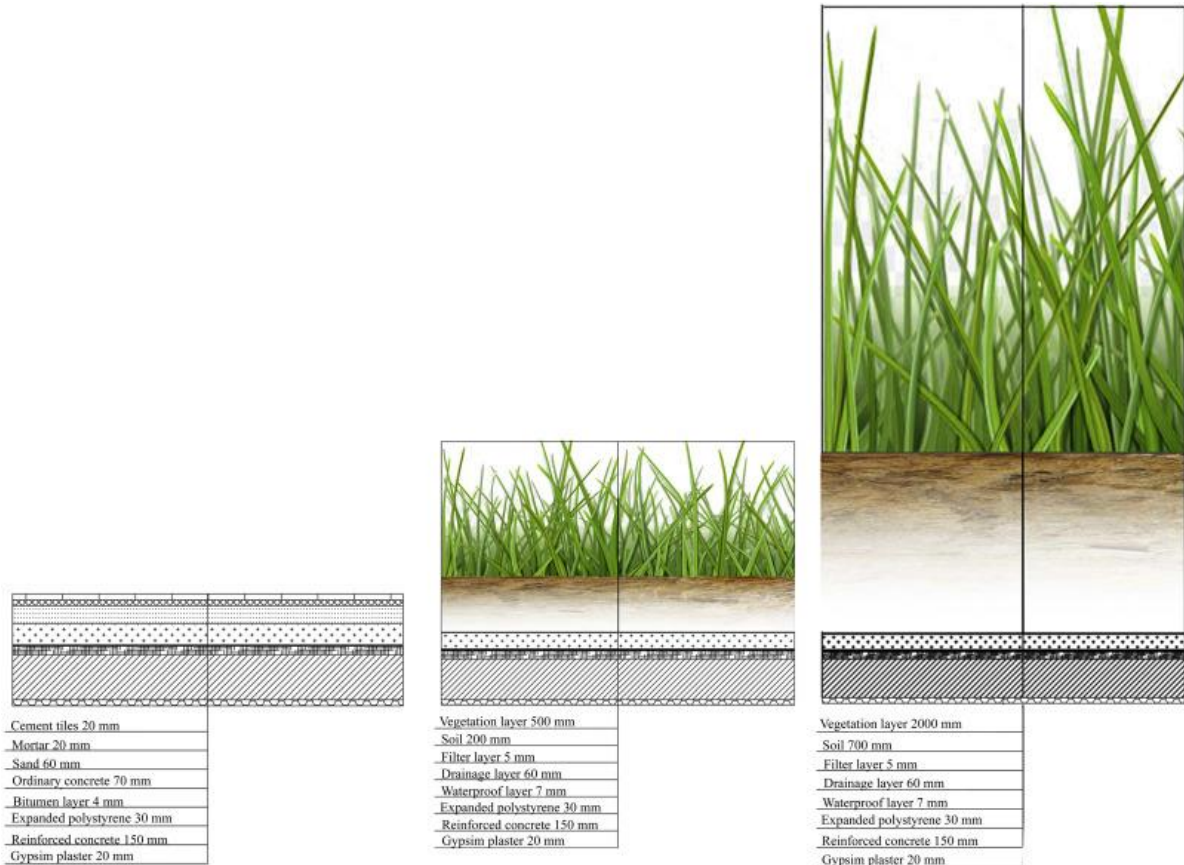 Cement tiles 20 mm
Mortar 20 mm
Sand 60 mm
Ordinary concrete 70 mm
Bitumen layer 4 mm
Expanded polystyrene 30 mm
Reinforced concrete 150 mm
Gypsim plaster 20 mm
Vegetation layer 500 mm
Soil 200 mm
Filter layer 5 mm
Drainage layer 60 mm
Waterproof layer 7 mm
Expanded polystyrene 30 mm
Reinforced concrete 150 mm
Gypsim plaster 20 mm
Vegetation layer 2000 mm
Soil 700 mm
Filter layer 5 mm
Drainage layer 60 mm
Waterproof layer 7 mm
Expanded polystyrene 30 mm
Reinforced concrete 150 mm
Gypsim plaster 20 mm